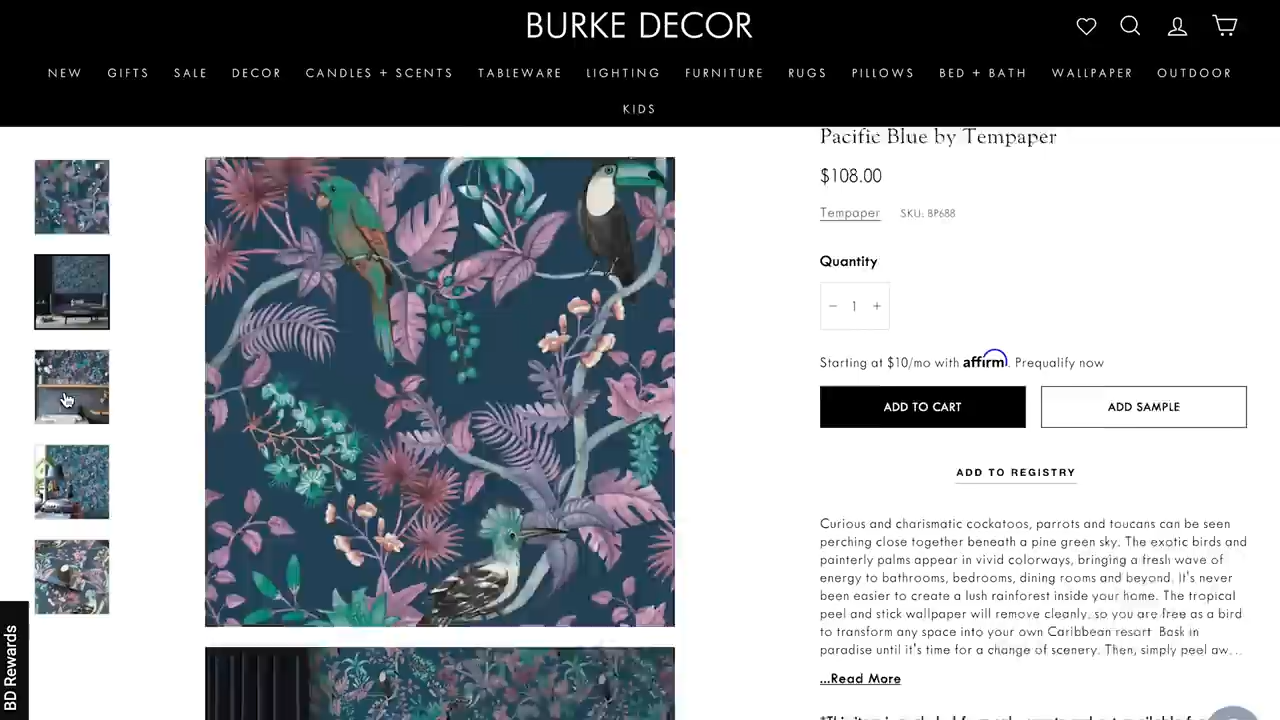 BURKE DECOR
NEW GIFTS SALE DECOR CANDLES + SCENTS TABLEWARE LIGHTING FURNITURE RUGS PILLOWS BED + BATH WALLPAPER OUTDOOR
KIDS
Pacific Blue by Tempaper
$108.00
Tempaper SKU: BP688
Quantity
− 1 +
Starting at $10/mo with affirm. Prequalify now
ADD TO CART
ADD SAMPLE
ADD TO REGISTRY
Curious and charismatic cockatoos, parrots and toucans can be seen
perching close together beneath a pine green sky. The exotic birds and
painterly palms appear in vivid colorways, bringing a fresh wave of
energy to bathrooms, bedrooms, dining rooms and beyond. It's never
been easier to create a lush rainforest inside your home. The tropical
peel and stick wallpaper will remove cleanly, so you are free as a bird
to transform any space into your own Caribbean resort Bask in
paradise until it's time for a change of scenery. Then, simply peel aw...
...Read More
BD Rewards